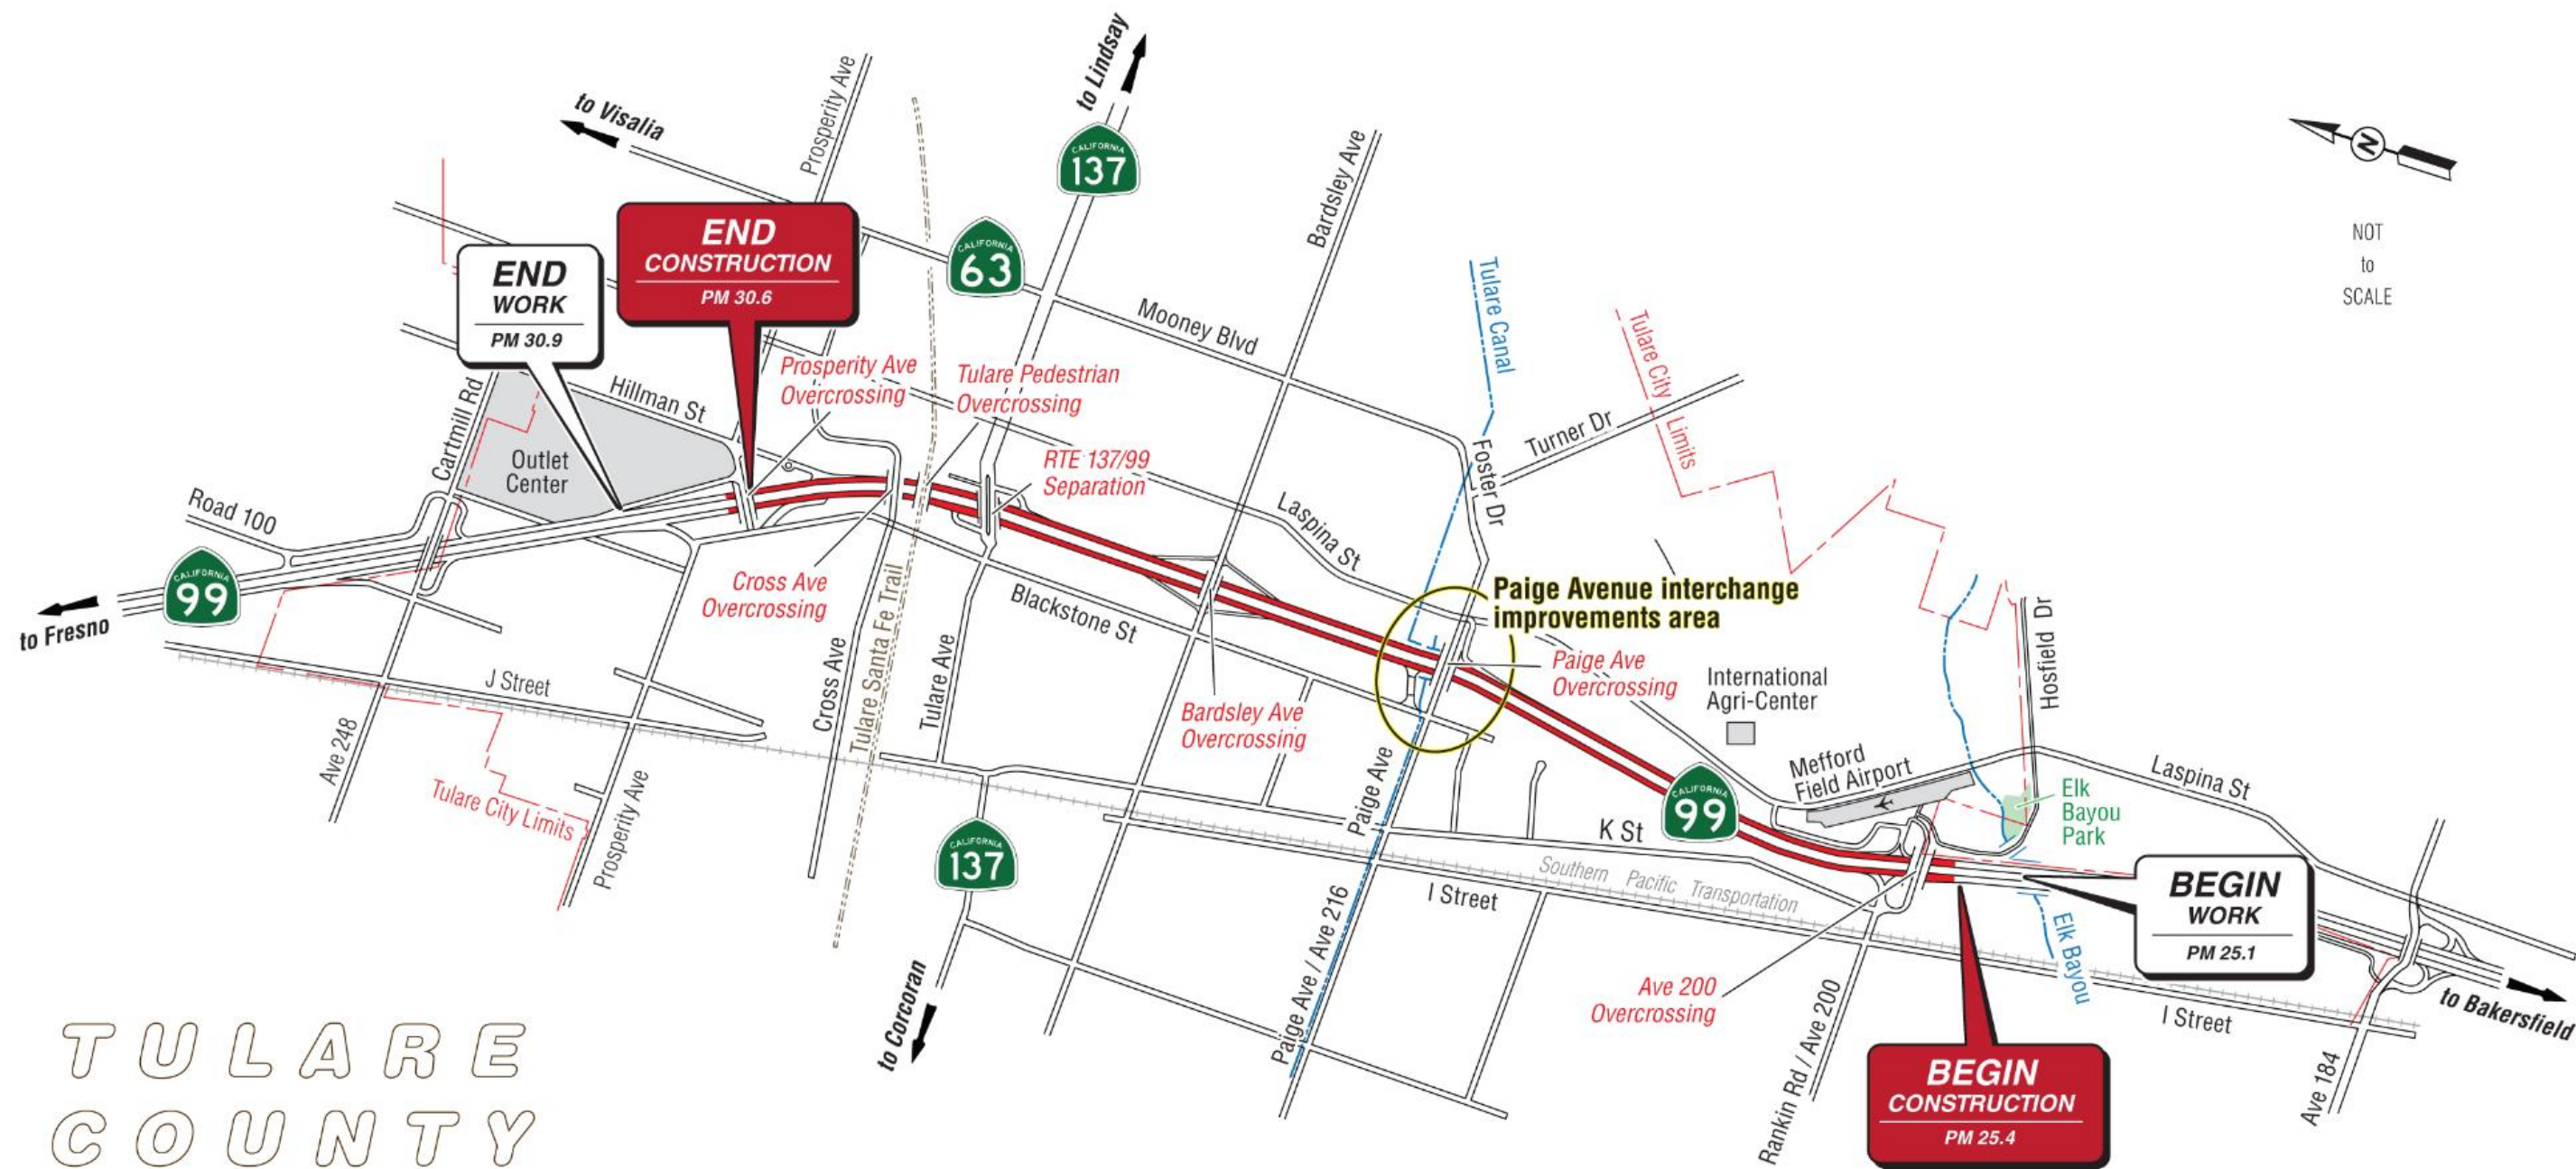 to Lindsay
Prosperity Ave
to Visalia
CALIFORNIA
137
Bardsley Ave
N
NOT
to
SCALE
END
CONSTRUCTION
PM 30.6
END
WORK
PM 30.9
CALIFORNIA
63
Mooney Blvd
Tulare Canal
Tulare City Limits
Cartmill Rd
Hillman St
Prosperity Ave
Overcrossing
Tulare Pedestrian
Overcrossing
Outlet
Center
RTE 137/99
Separation
Foster Dr
Turner Dr
Road 100
Laspina St
CALIFORNIA
99
to Fresno
Cross Ave
Overcrossing
Blackstone St
Paige Avenue interchange
improvements area
Paige Ave
Overcrossing
International
Agri-Center
Hosfield Dr
J Street
Cross Ave
Tulare Santa Fe Trail
Tulare Ave
Bardsley Ave
Overcrossing
Ave 248
Tulare City Limits
Prosperity Ave
Paige Ave
Mefford
Field Airport
Laspina St
CALIFORNIA
99
K St
Elk
Bayou
Park
CALIFORNIA
137
Southern Pacific Transportation
I Street
BEGIN
WORK
PM 25.1
Elk Bayou
to Corcoran
Paige Ave / Ave 216
Ave 200
Overcrossing
Rankin Rd / Ave 200
I Street
to Bakersfield
Ave 184
BEGIN
CONSTRUCTION
PM 25.4
TULARE
COUNTY